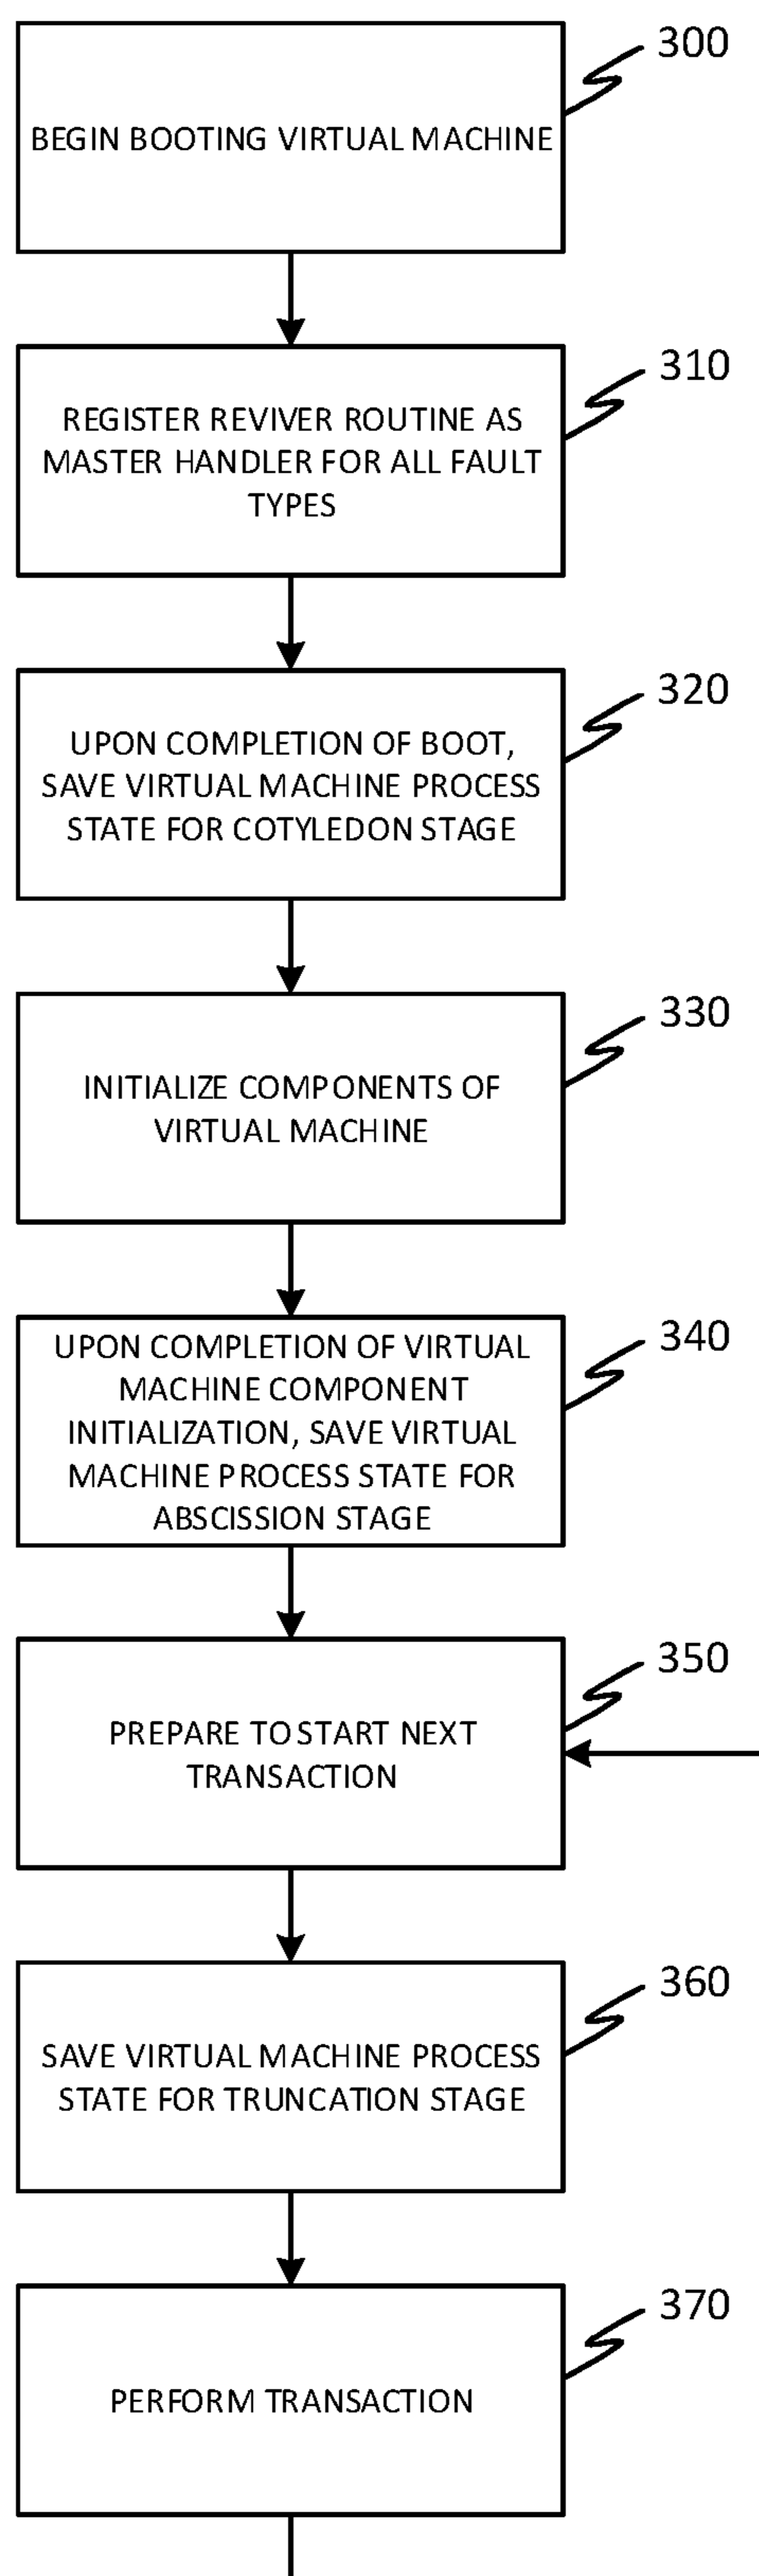 300
BEGIN BOOTING VIRTUAL MACHINE
310
REGISTER REVIVER ROUTINE AS
MASTER HANDLER FOR ALL FAULT
TYPES
320
UPON COMPLETION OF BOOT,
SAVE VIRTUAL MACHINE PROCESS
STATE FOR COTYLEDON STAGE
330
INITIALIZE COMPONENTS OF
VIRTUAL MACHINE
340
UPON COMPLETION OF VIRTUAL
MACHINE COMPONENT
INITIALIZATION, SAVE VIRTUAL
MACHINE PROCESS STATE FOR
ABSCISSION STAGE
350
PREPARE TO START NEXT
TRANSACTION
360
SAVE VIRTUAL MACHINE PROCESS
STATE FOR TRUNCATION STAGE
370
PERFORM TRANSACTION